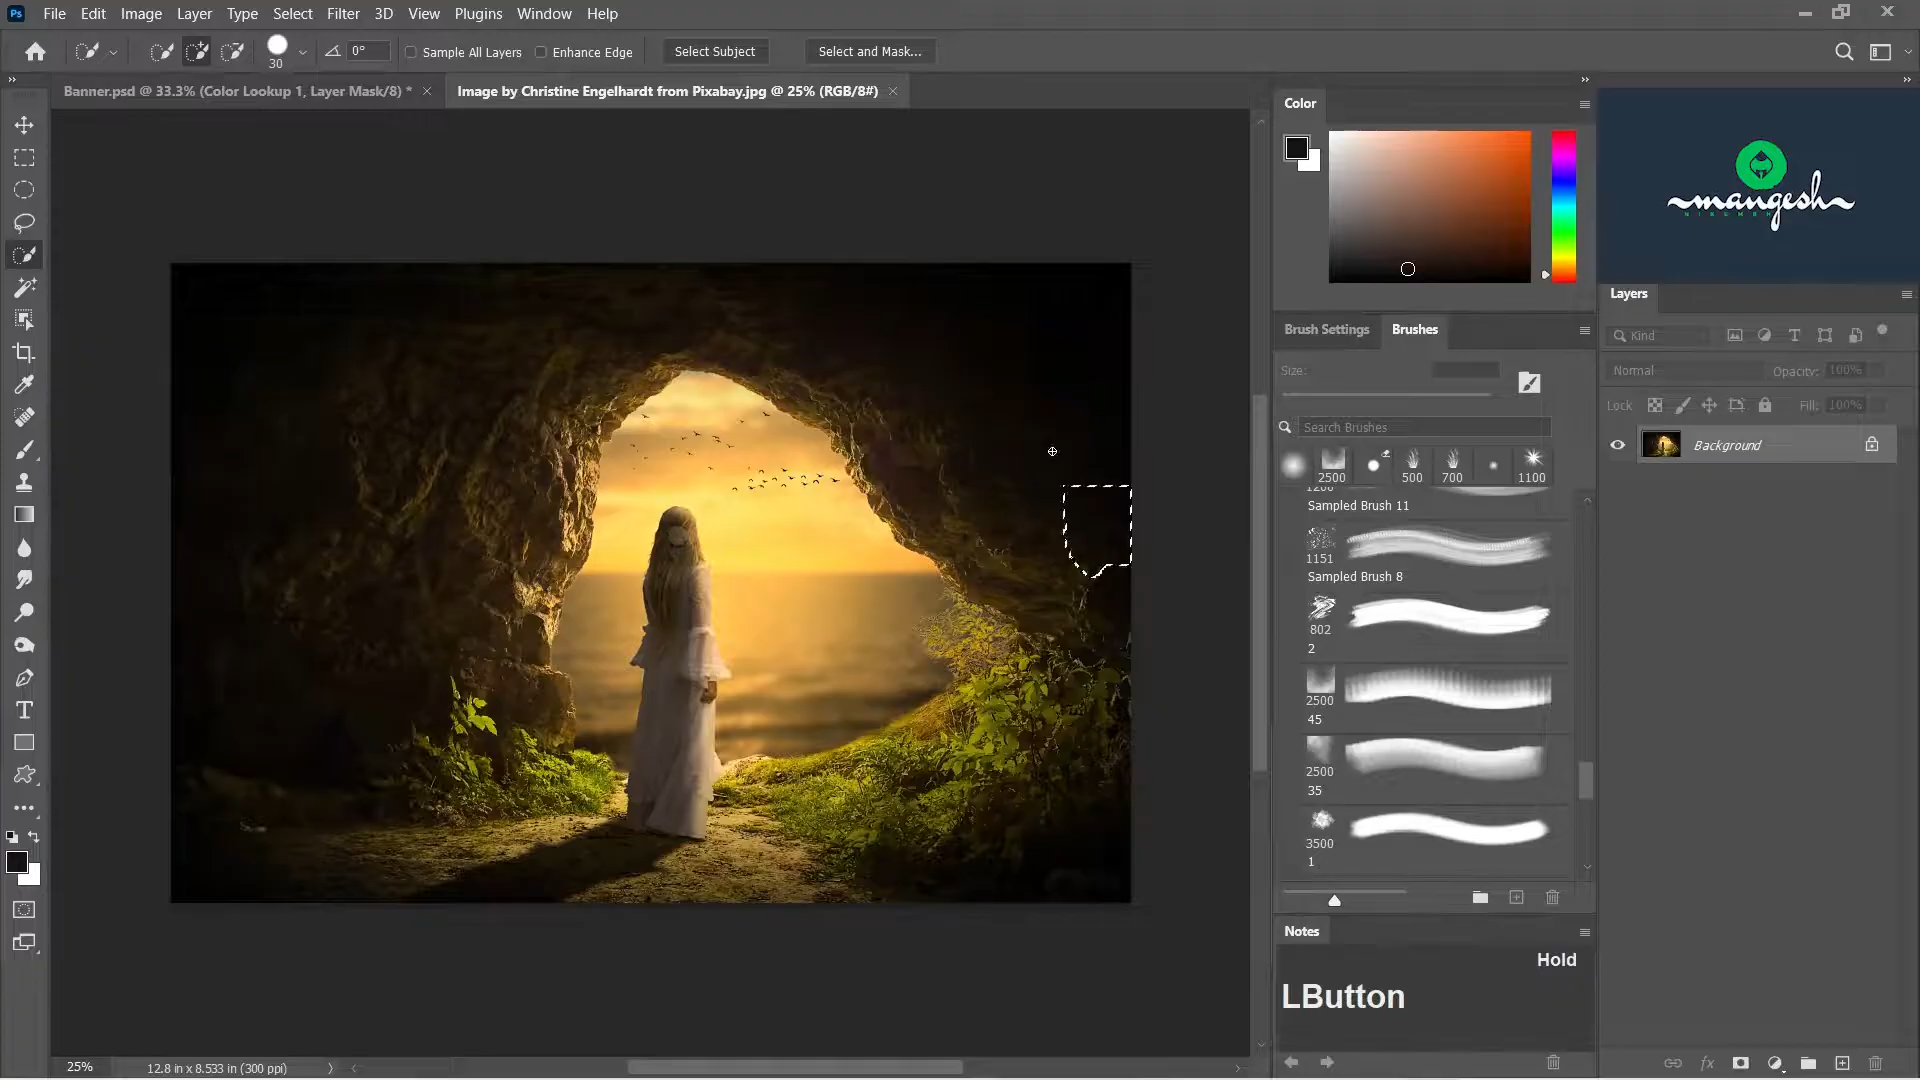 Ps File Edit Image Layer Type Select Filter 3D View Plugins Window Help
30 0° Sample All Layers Enhance Edge Select Subject Select and Mask...
Banner.psd @ 33.3% (Color Lookup 1, Layer Mask/8) * Image by Christine Engelhardt from Pixabay.jpg @ 25% (RGB/8#)
Color
mangesh
Layers
Kind
Normal Opacity: 100%
Lock Fill: 100%
Background
Brush Settings Brushes
Size:
Search Brushes
2500 500 700 1100
Sampled Brush 11
1151
Sampled Brush 8
802
2
2500
45
2500
35
3500
1
Notes
Hold
LButton
25% 12.8 in x 8.533 in (300 ppi)